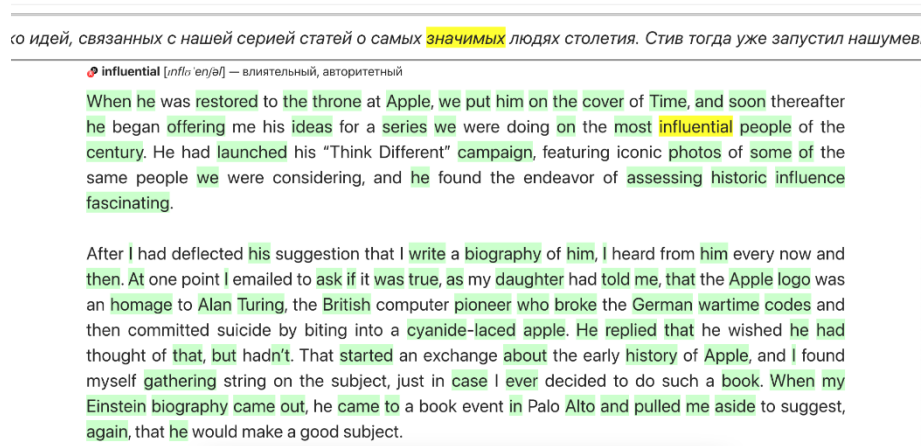 ко идей, связанных с нашей серией статей о самых значимых людях столетия. Стив тогда уже запустил нашумев
influential [ınflʊˈenʃəl] — влиятельный, авторитетный
When he was restored to the throne at Apple, we put him on the cover of Time, and soon thereafter
he began offering me his ideas for a series we were doing on the most influential people of the
century. He had launched his “Think Different” campaign, featuring iconic photos of some of the
same people we were considering, and he found the endeavor of assessing historic influence
fascinating.
After I had deflected his suggestion that I write a biography of him, I heard from him every now and
then. At one point I emailed to ask if it was true, as my daughter had told me, that the Apple logo was
an homage to Alan Turing, the British computer pioneer who broke the German wartime codes and
then committed suicide by biting into a cyanide-laced apple. He replied that he wished he had
thought of that, but hadn’t. That started an exchange about the early history of Apple, and I found
myself gathering string on the subject, just in case I ever decided to do such a book. When my
Einstein biography came out, he came to a book event in Palo Alto and pulled me aside to suggest,
again, that he would make a good subject.